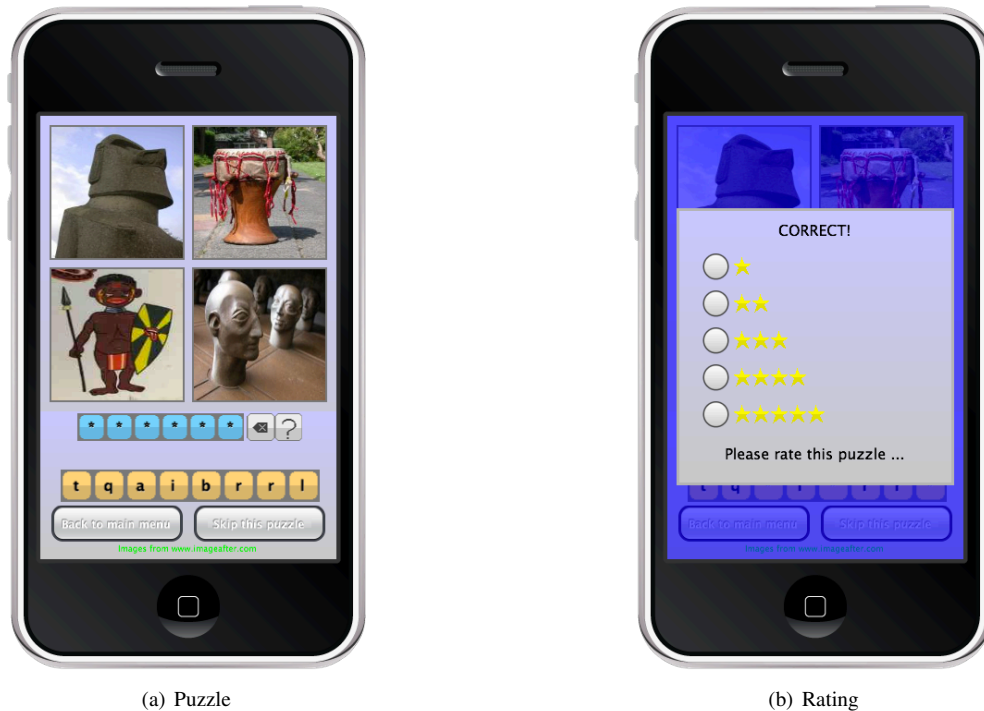 * * * * * * ?
t q a i b r r l
Back to main menu Skip this puzzle
Images from www.imageafter.com
CORRECT!
Please rate this puzzle ...
t q i r r
Back to main menu Skip this puzzle
Images from www.imageafter.com
(a) Puzzle
(b) Rating